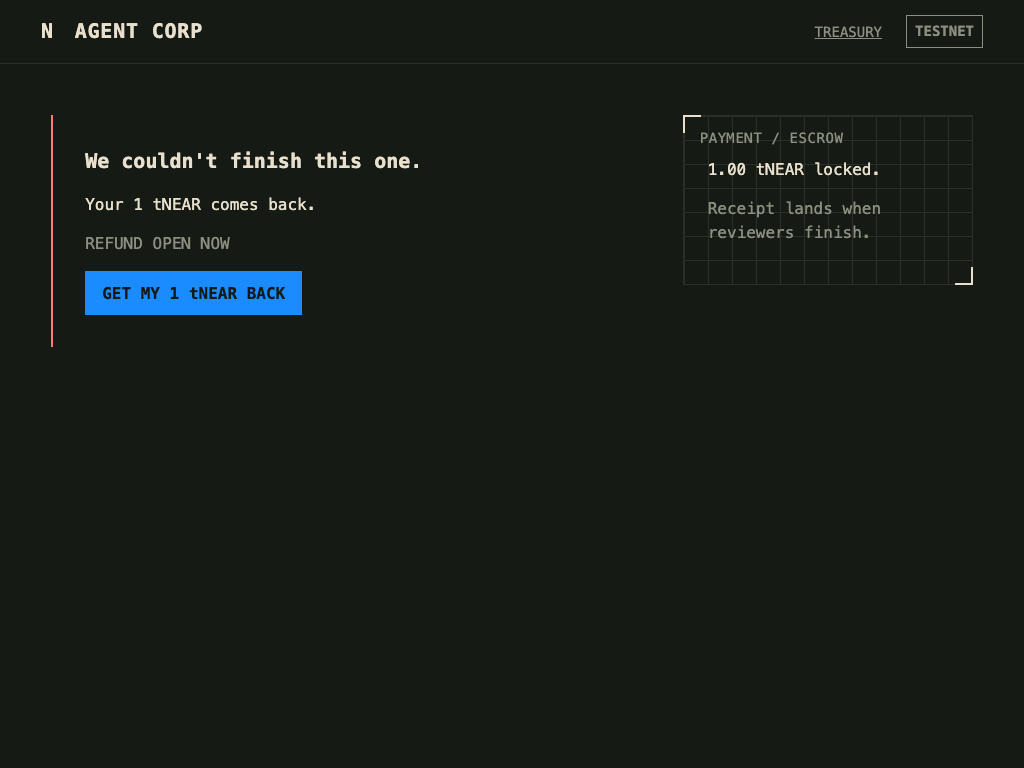 N AGENT CORP
TREASURY
TESTNET
We couldn't finish this one.
Your 1 tNEAR comes back.
REFUND OPEN NOW
GET MY 1 tNEAR BACK
PAYMENT / ESCROW
1.00 tNEAR locked.
Receipt lands when
reviewers finish.